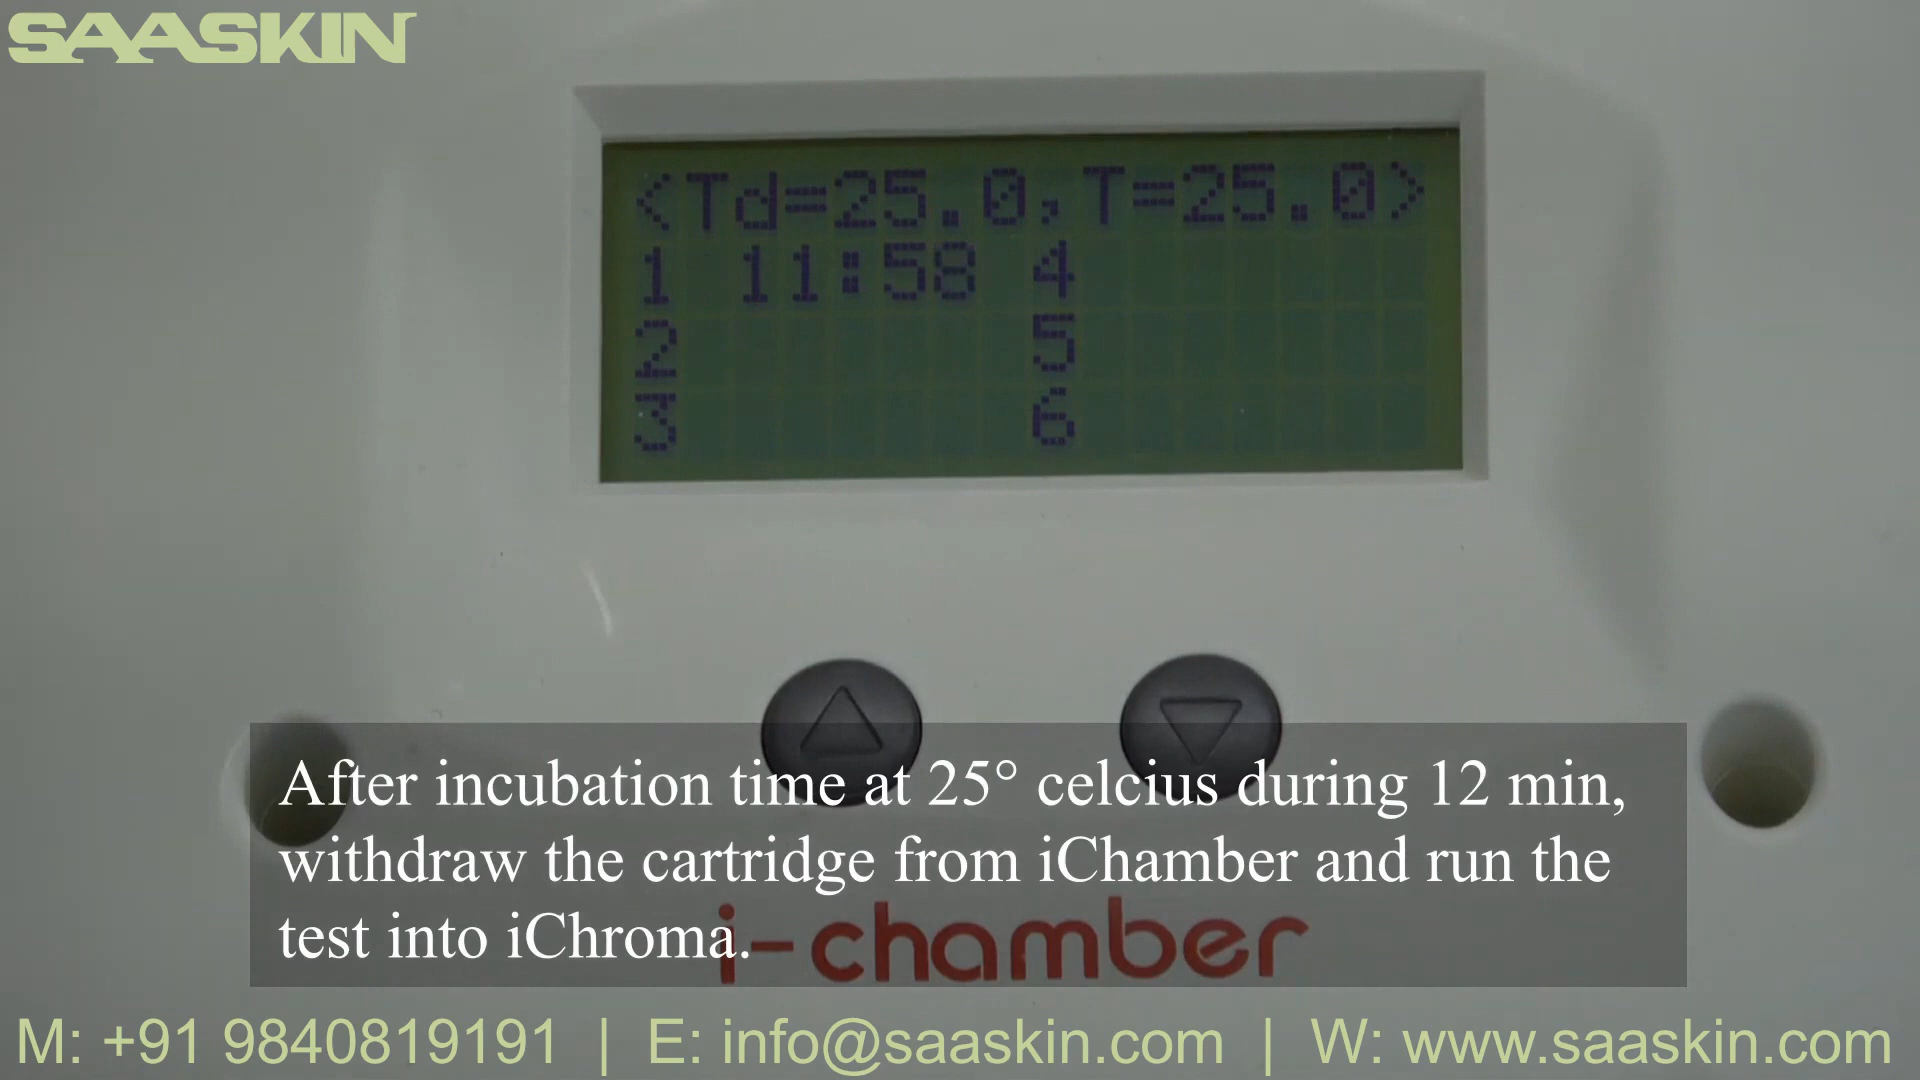 SAASKIN
<Td=25.0,T=25.0>
1 11:58 4
2 5
3 6
After incubation time at 25° celcius during 12 min,
withdraw the cartridge from iChamber and run the
test into iChroma.
i-chamber
M: +91 9840819191 | E: info@saaskin.com | W: www.saaskin.com